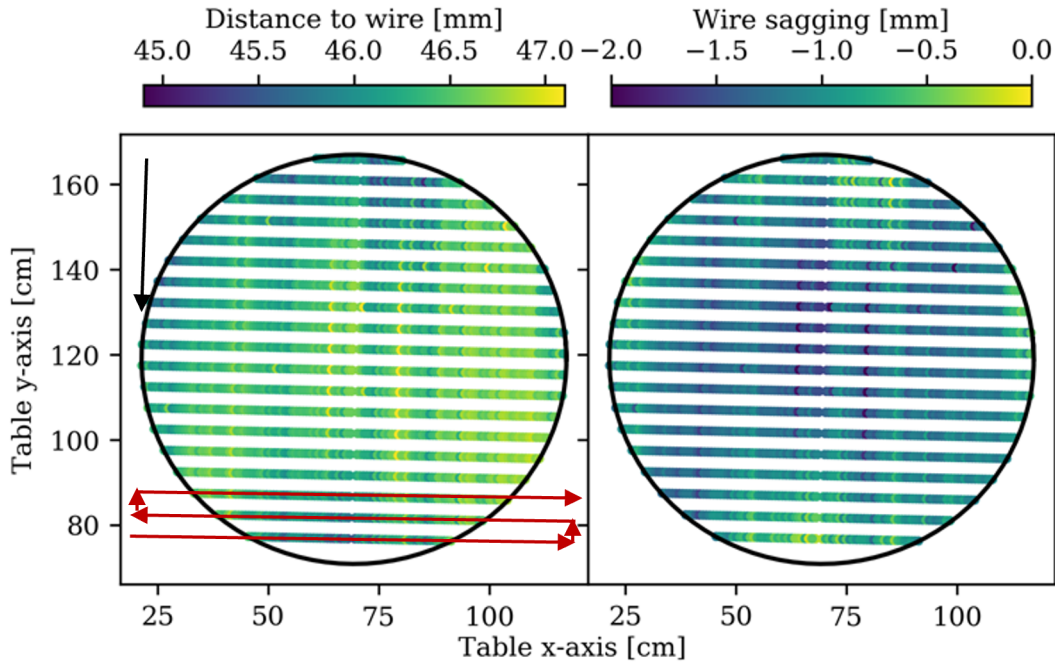 Distance to wire [mm]
45.0 45.5 46.0 46.5 47.0
Wire sagging [mm]
−2.0 −1.5 −1.0 −0.5 0.0
Table y-axis [cm]
160
140
120
100
80
25 50 75 100
25 50 75 100
Table x-axis [cm]